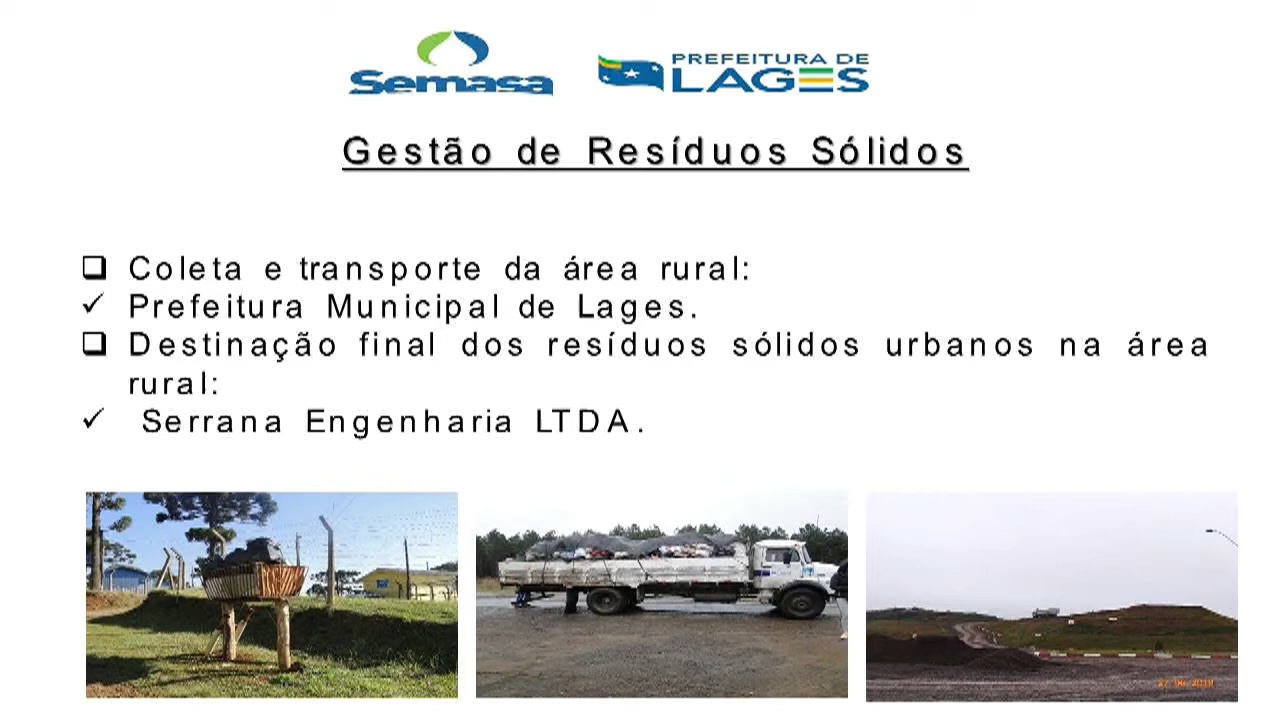 Semasa
PREFEITURA DE
LAGES
Gestão de Resíduos Sólidos
Coleta e transporte da área rural:
Prefeitura Municipal de Lages.
Destinação final dos resíduos sólidos urbanos na área
rural:
Serrana Engenharia LTDA.